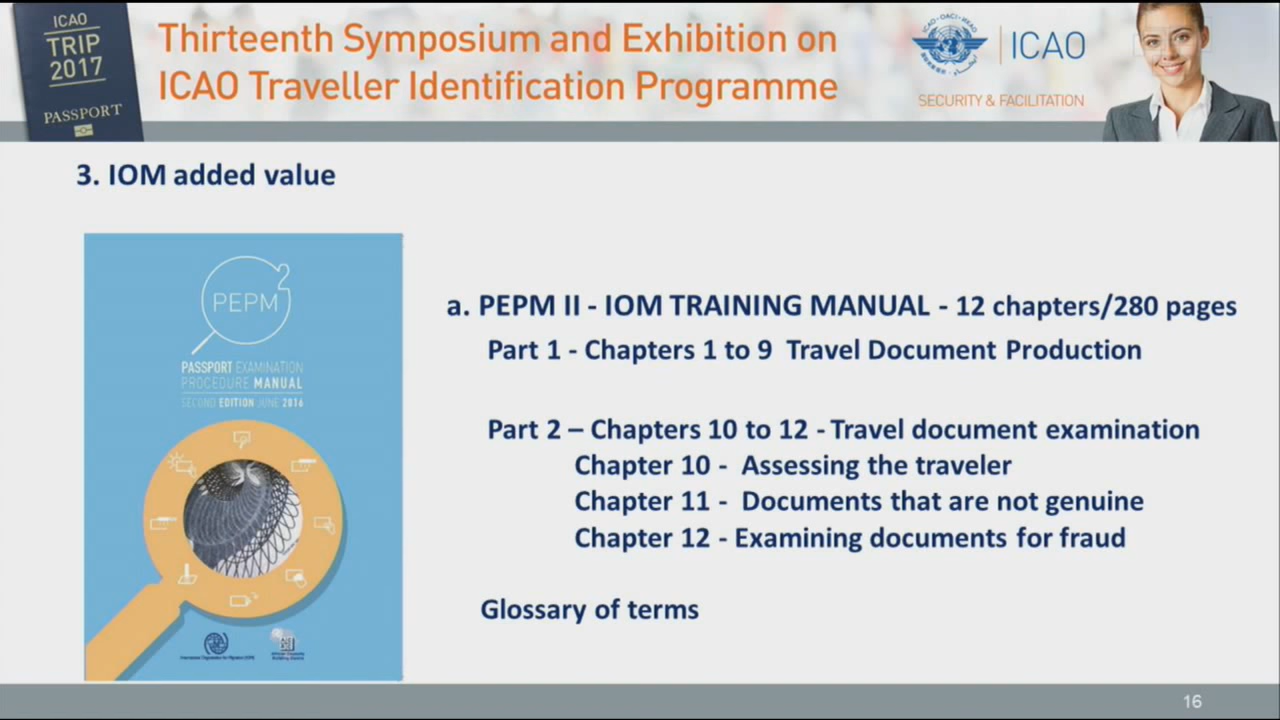 ICAO
TRIP
2017
PASSPORT
Thirteenth Symposium and Exhibition on
ICAO Traveller Identification Programme
ICAO
SECURITY & FACILITATION
3. IOM added value
PEPM 2
PASSPORT EXAMINATION
PROCEDURE MANUAL
SECOND EDITION JUNE 2016
a. PEPM II - IOM TRAINING MANUAL - 12 chapters/280 pages
Part 1 - Chapters 1 to 9 Travel Document Production
Part 2 – Chapters 10 to 12 - Travel document examination
Chapter 10 - Assessing the traveler
Chapter 11 - Documents that are not genuine
Chapter 12 - Examining documents for fraud
Glossary of terms
16